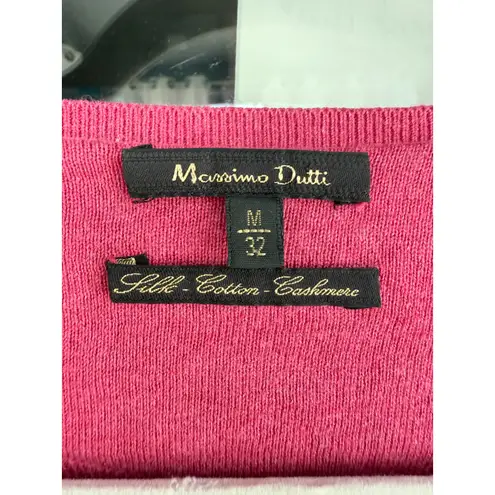 Massimo Dutti
M
32
Silk - Cotton - Cashmere